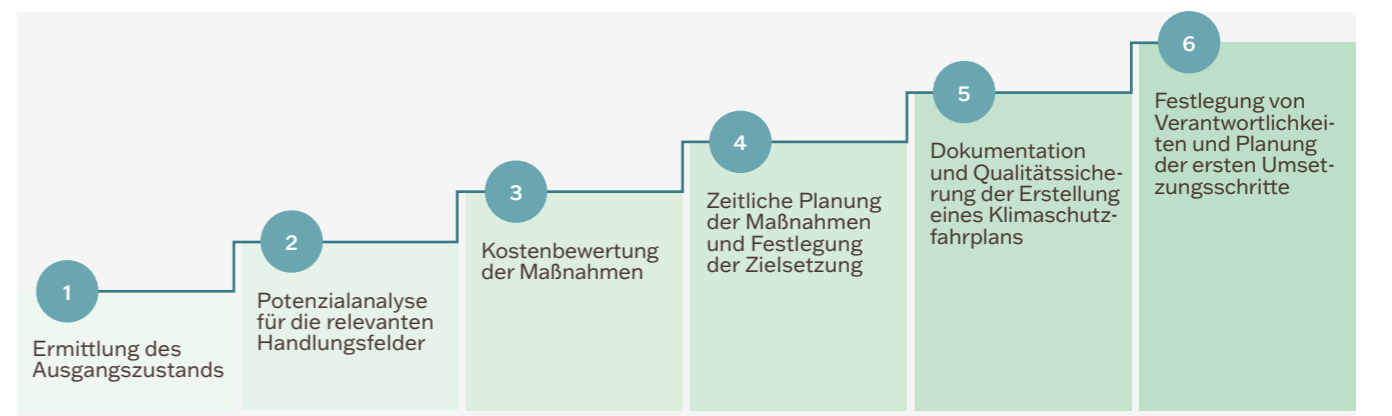 1
Ermittlung des
Ausgangszustands
2
Potenzialanalyse
für die relevanten
Handlungsfelder
3
Kostenbewertung
der Maßnahmen
4
Zeitliche Planung
der Maßnahmen
und Festlegung
der Zielsetzung
5
Dokumentation
und Qualitätssiche-
rung der Erstellung
eines Klimaschutz-
fahrplans
6
Festlegung von
Verantwortlichkei-
ten und Planung
der ersten Umset-
zungsschritte